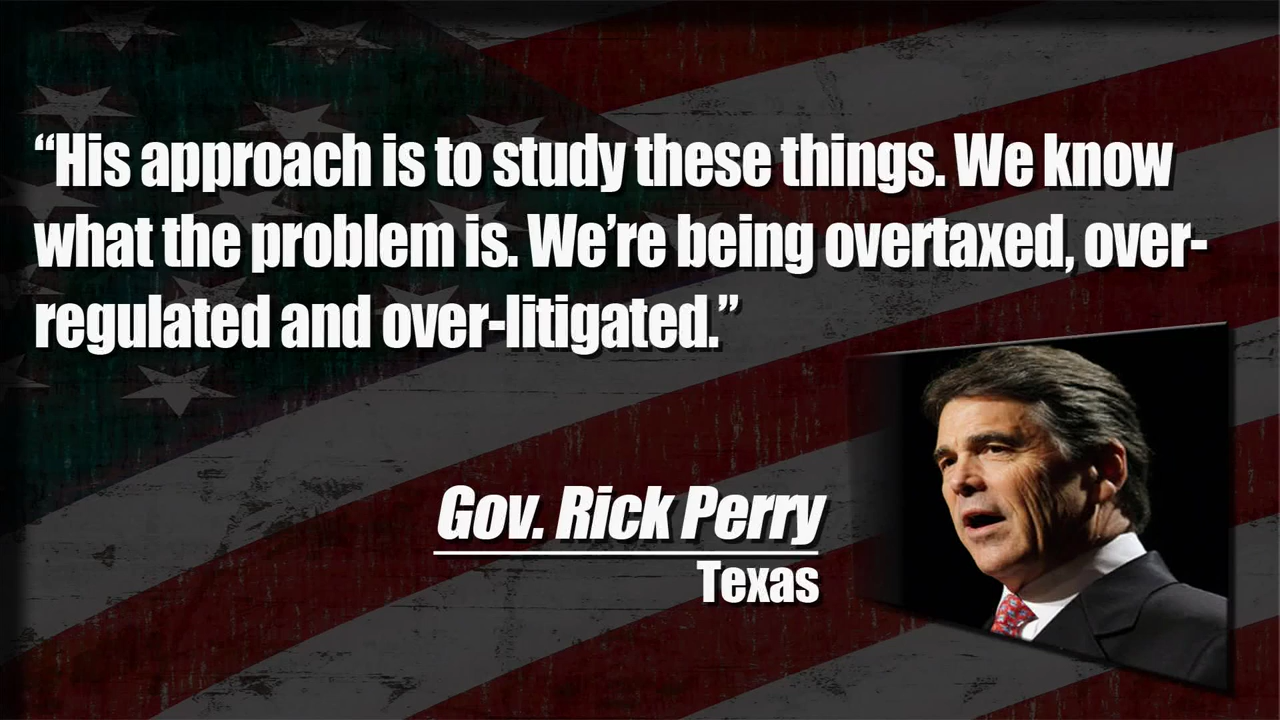 “His approach is to study these things. We know
what the problem is. We’re being overtaxed, over-
regulated and over-litigated.”
Gov. Rick Perry
Texas